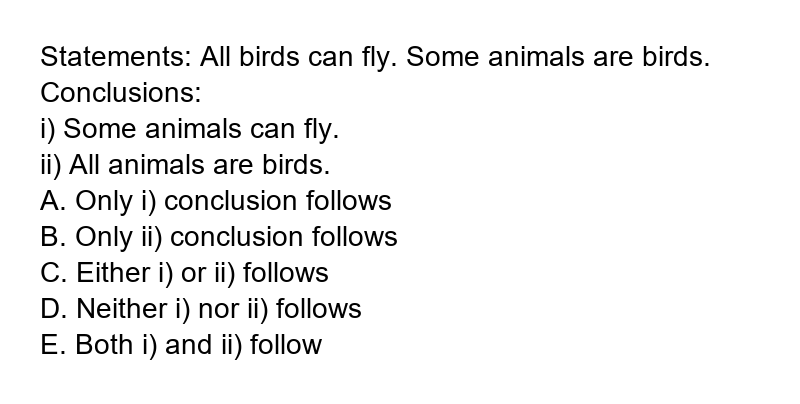 Statements: All birds can fly. Some animals are birds.
Conclusions:
i) Some animals can fly.
ii) All animals are birds.
A. Only i) conclusion follows
B. Only ii) conclusion follows
C. Either i) or ii) follows
D. Neither i) nor ii) follows
E. Both i) and ii) follow